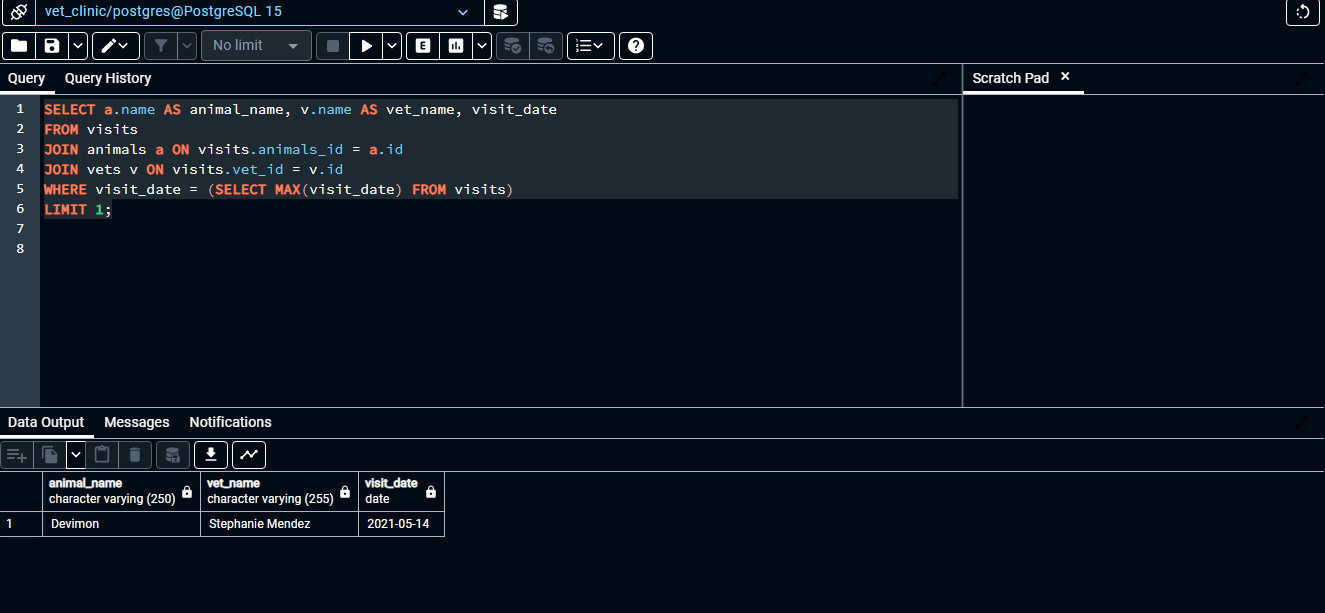 vet_clinic/postgres@PostgreSQL 15
No limit
E
Query Query History
Scratch Pad
1 SELECT a.name AS animal_name, v.name AS vet_name, visit_date
2 FROM visits
3 JOIN animals a ON visits.animals_id = a.id
4 JOIN vets v ON visits.vet_id = v.id
5 WHERE visit_date = (SELECT MAX(visit_date) FROM visits)
6 LIMIT 1;
7
8
Data Output Messages Notifications
animal_name vet_name visit_date
character varying (250) character varying (255) date
1 Devimon Stephanie Mendez 2021-05-14